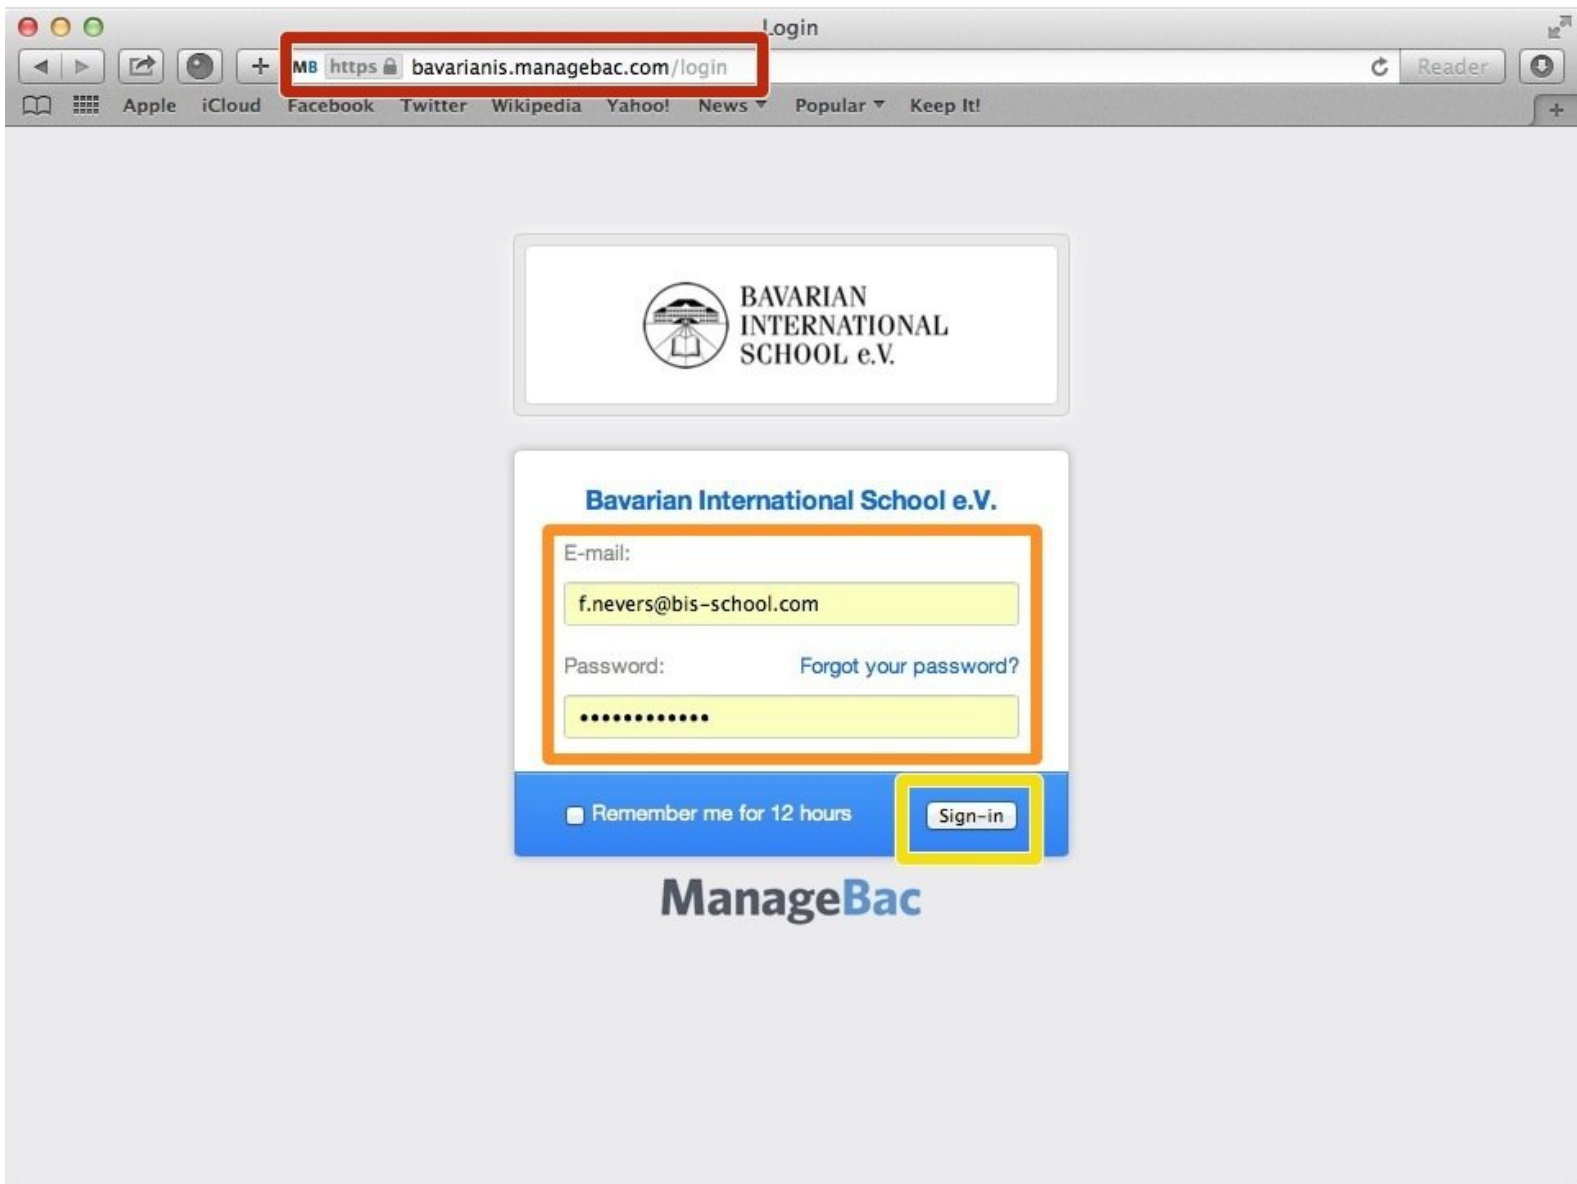 Login
MB https bavarianis.managebac.com/login
Reader
Apple iCloud Facebook Twitter Wikipedia Yahoo! News Popular Keep It!
BAVARIAN
INTERNATIONAL
SCHOOL e.V.
Bavarian International School e.V.
E-mail:
f.nevers@bis-school.com
Password: Forgot your password?
••••••••••••
Remember me for 12 hours Sign-in
ManageBac